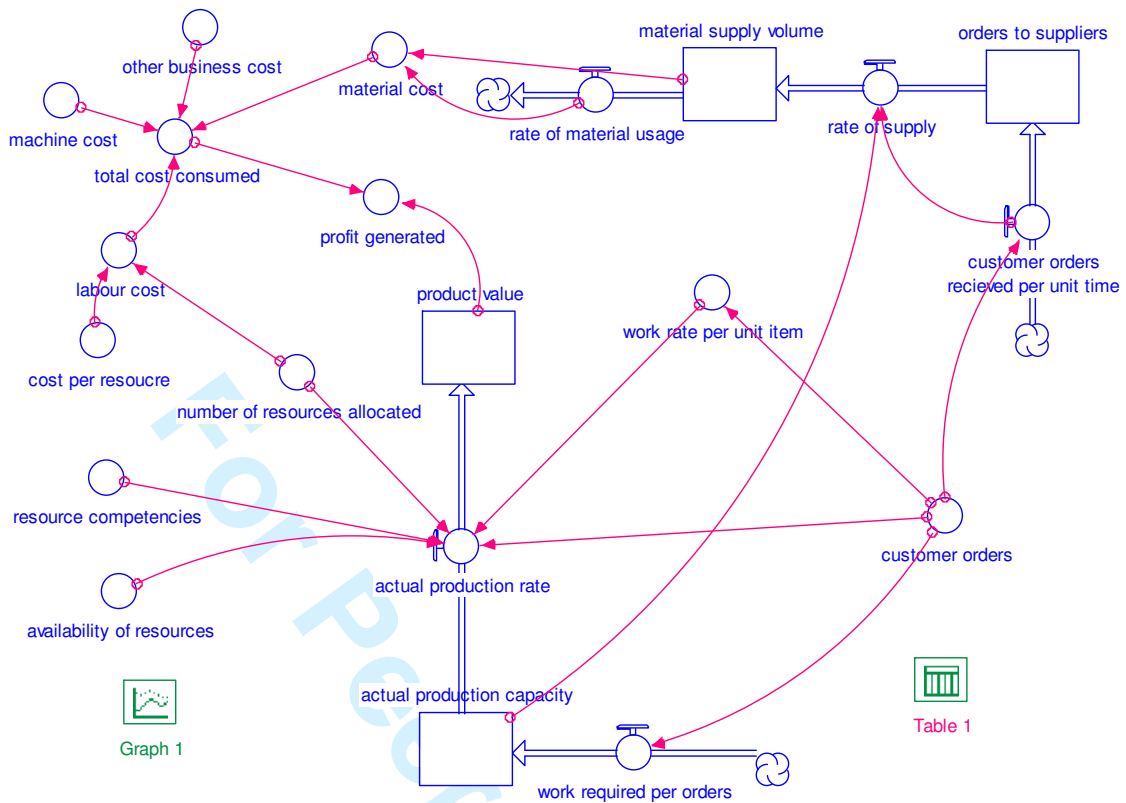 material supply volume
orders to suppliers
other business cost
material cost
machine cost
rate of material usage
rate of supply
total cost consumed
profit generated
customer orders
recieved per unit time
labour cost
product value
work rate per unit item
cost per resoucre
number of resources allocated
resource competencies
customer orders
actual production rate
availability of resources
actual production capacity
Graph 1
Table 1
work required per orders
For Peer